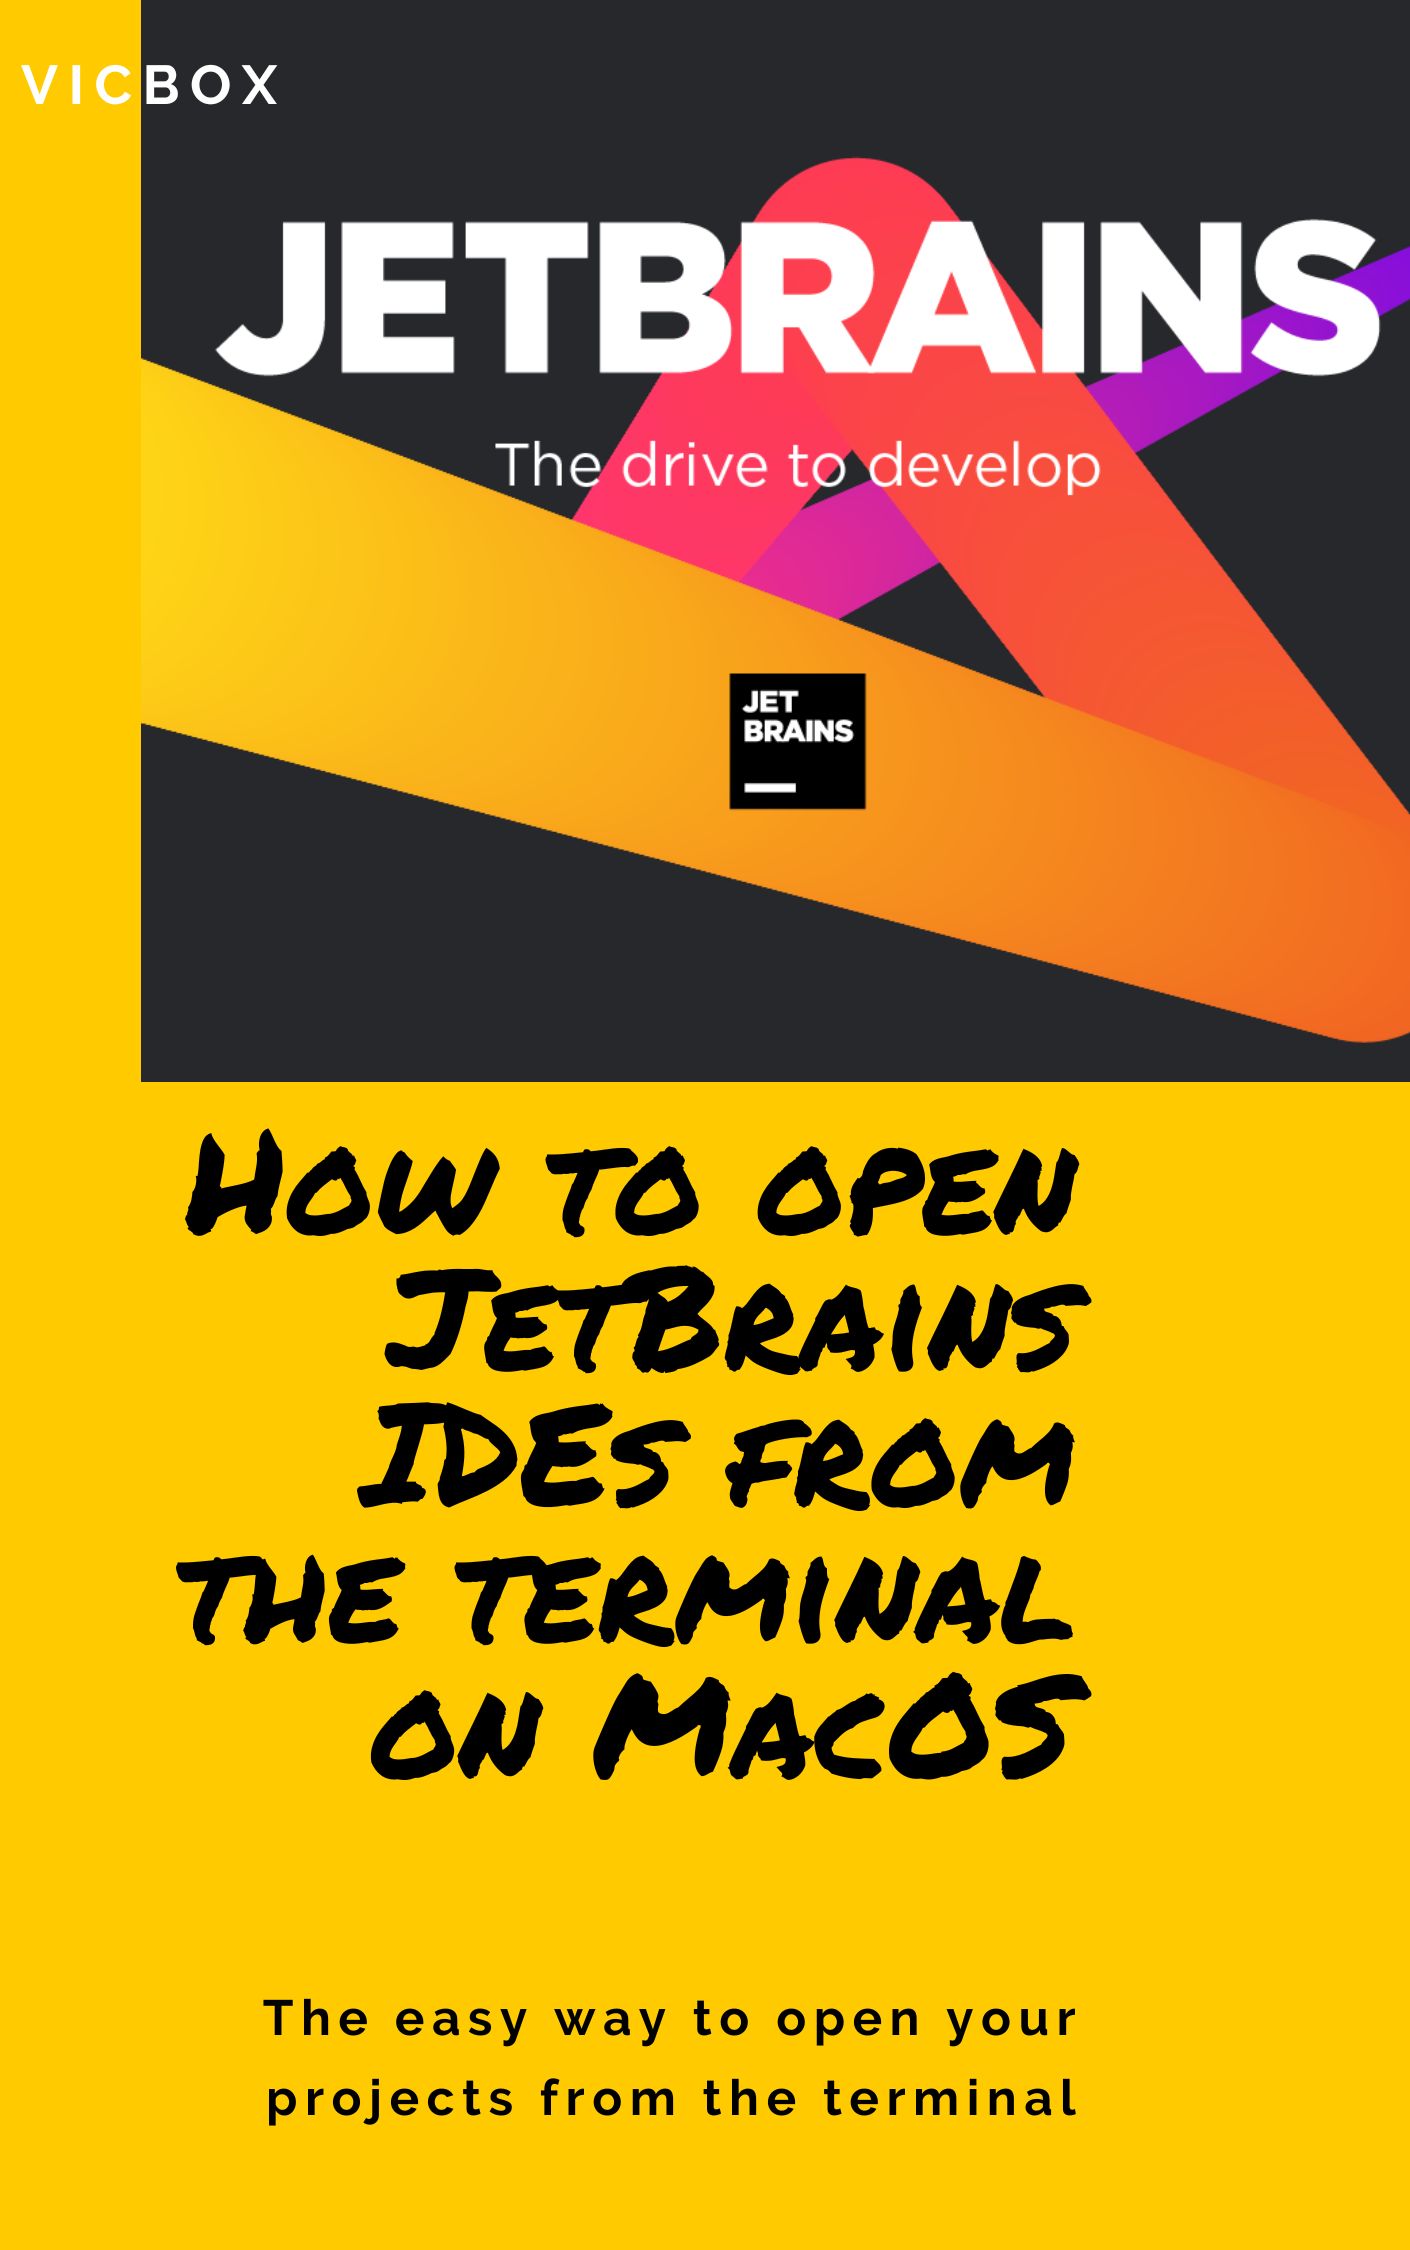 VICBOX
JETBRAINS
The drive to develop
JET
BRAINS
How to open
JetBrains
IDEs from
the terminal
on MacOS
The easy way to open your
projects from the terminal